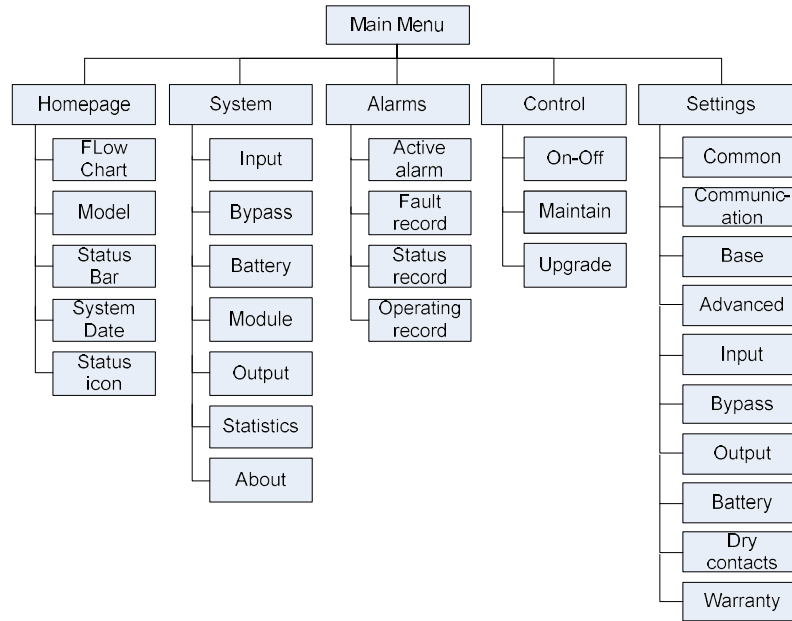 Main Menu
Homepage
FLow
Chart
Model
Status
Bar
System
Date
Status
icon
System
Input
Bypass
Battery
Module
Output
Statistics
About
Alarms
Active
alarm
Fault
record
Status
record
Operating
record
Control
On-Off
Maintain
Upgrade
Settings
Common
Communic-
ation
Base
Advanced
Input
Bypass
Output
Battery
Dry
contacts
Warranty